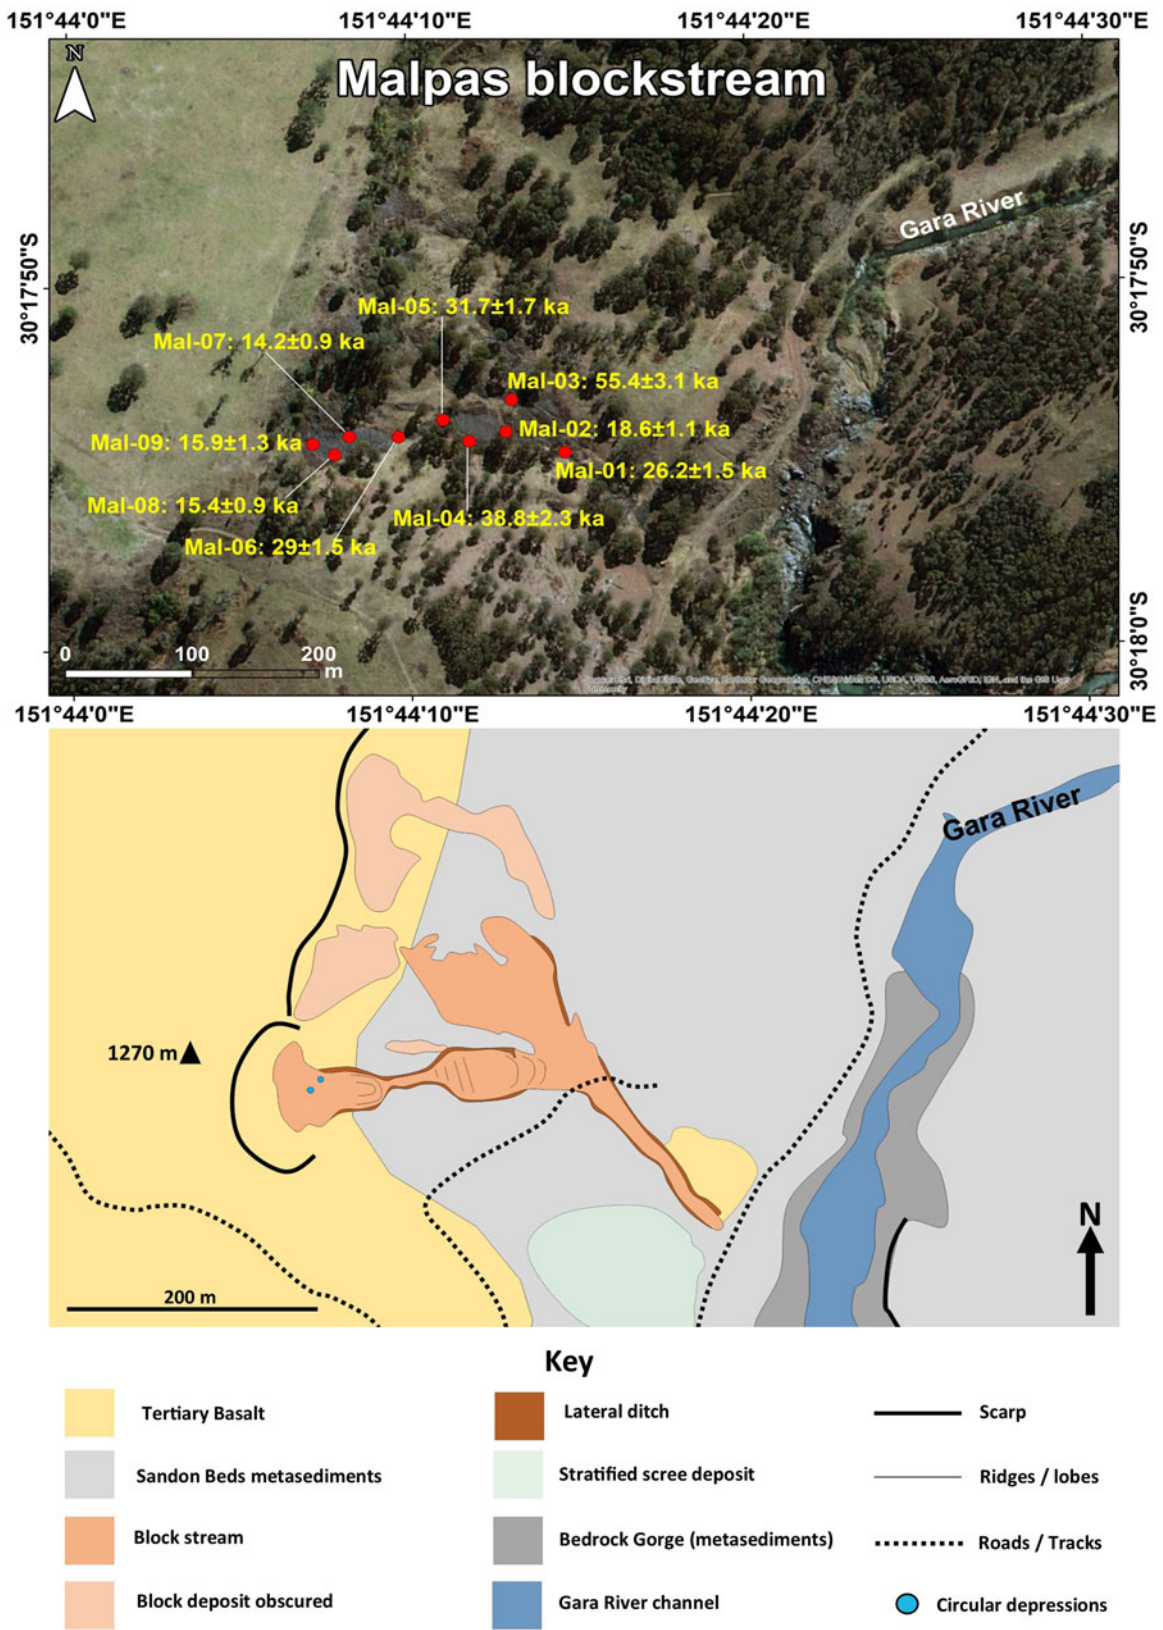 151°44'0"E
151°44'10"E
151°44'20"E
151°44'30"E
N
Malpas blockstream
Gara River
30°17'50"S
30°17'50"S
Mal-05: 31.7±1.7 ka
Mal-07: 14.2±0.9 ka
Mal-03: 55.4±3.1 ka
Mal-02: 18.6±1.1 ka
Mal-09: 15.9±1.3 ka
Mal-01: 26.2±1.5 ka
Mal-08: 15.4±0.9 ka
Mal-04: 38.8±2.3 ka
Mal-06: 29±1.5 ka
30°18'0"S
0 100 200
m
151°44'0"E
151°44'10"E
151°44'20"E
151°44'30"E
Gara River
1270 m
N
200 m
Key
Tertiary Basalt
Lateral ditch
Scarp
Sandon Beds metasediments
Stratified scree deposit
Ridges / lobes
Block stream
Bedrock Gorge (metasediments)
Roads / Tracks
Block deposit obscured
Gara River channel
Circular depressions